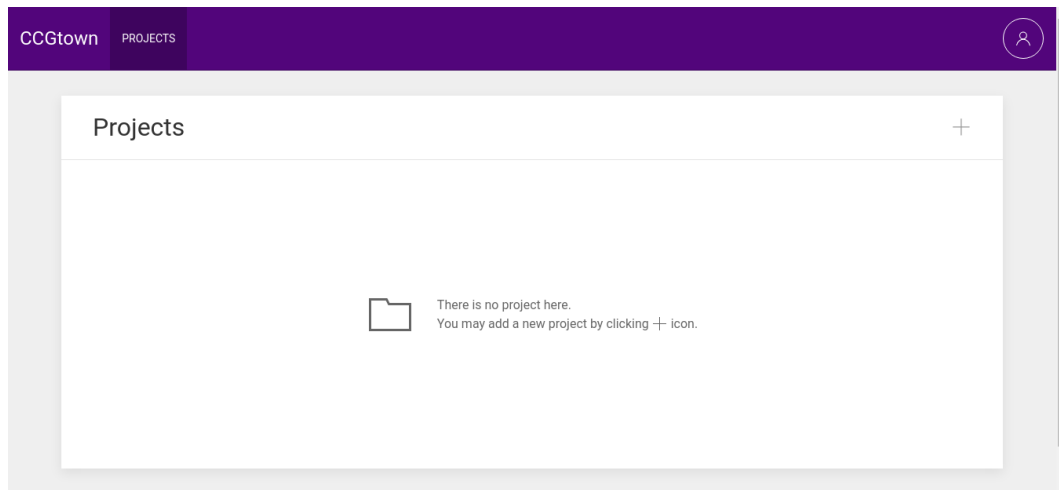 CCGtown PROJECTS
Projects
There is no project here.
You may add a new project by clicking + icon.